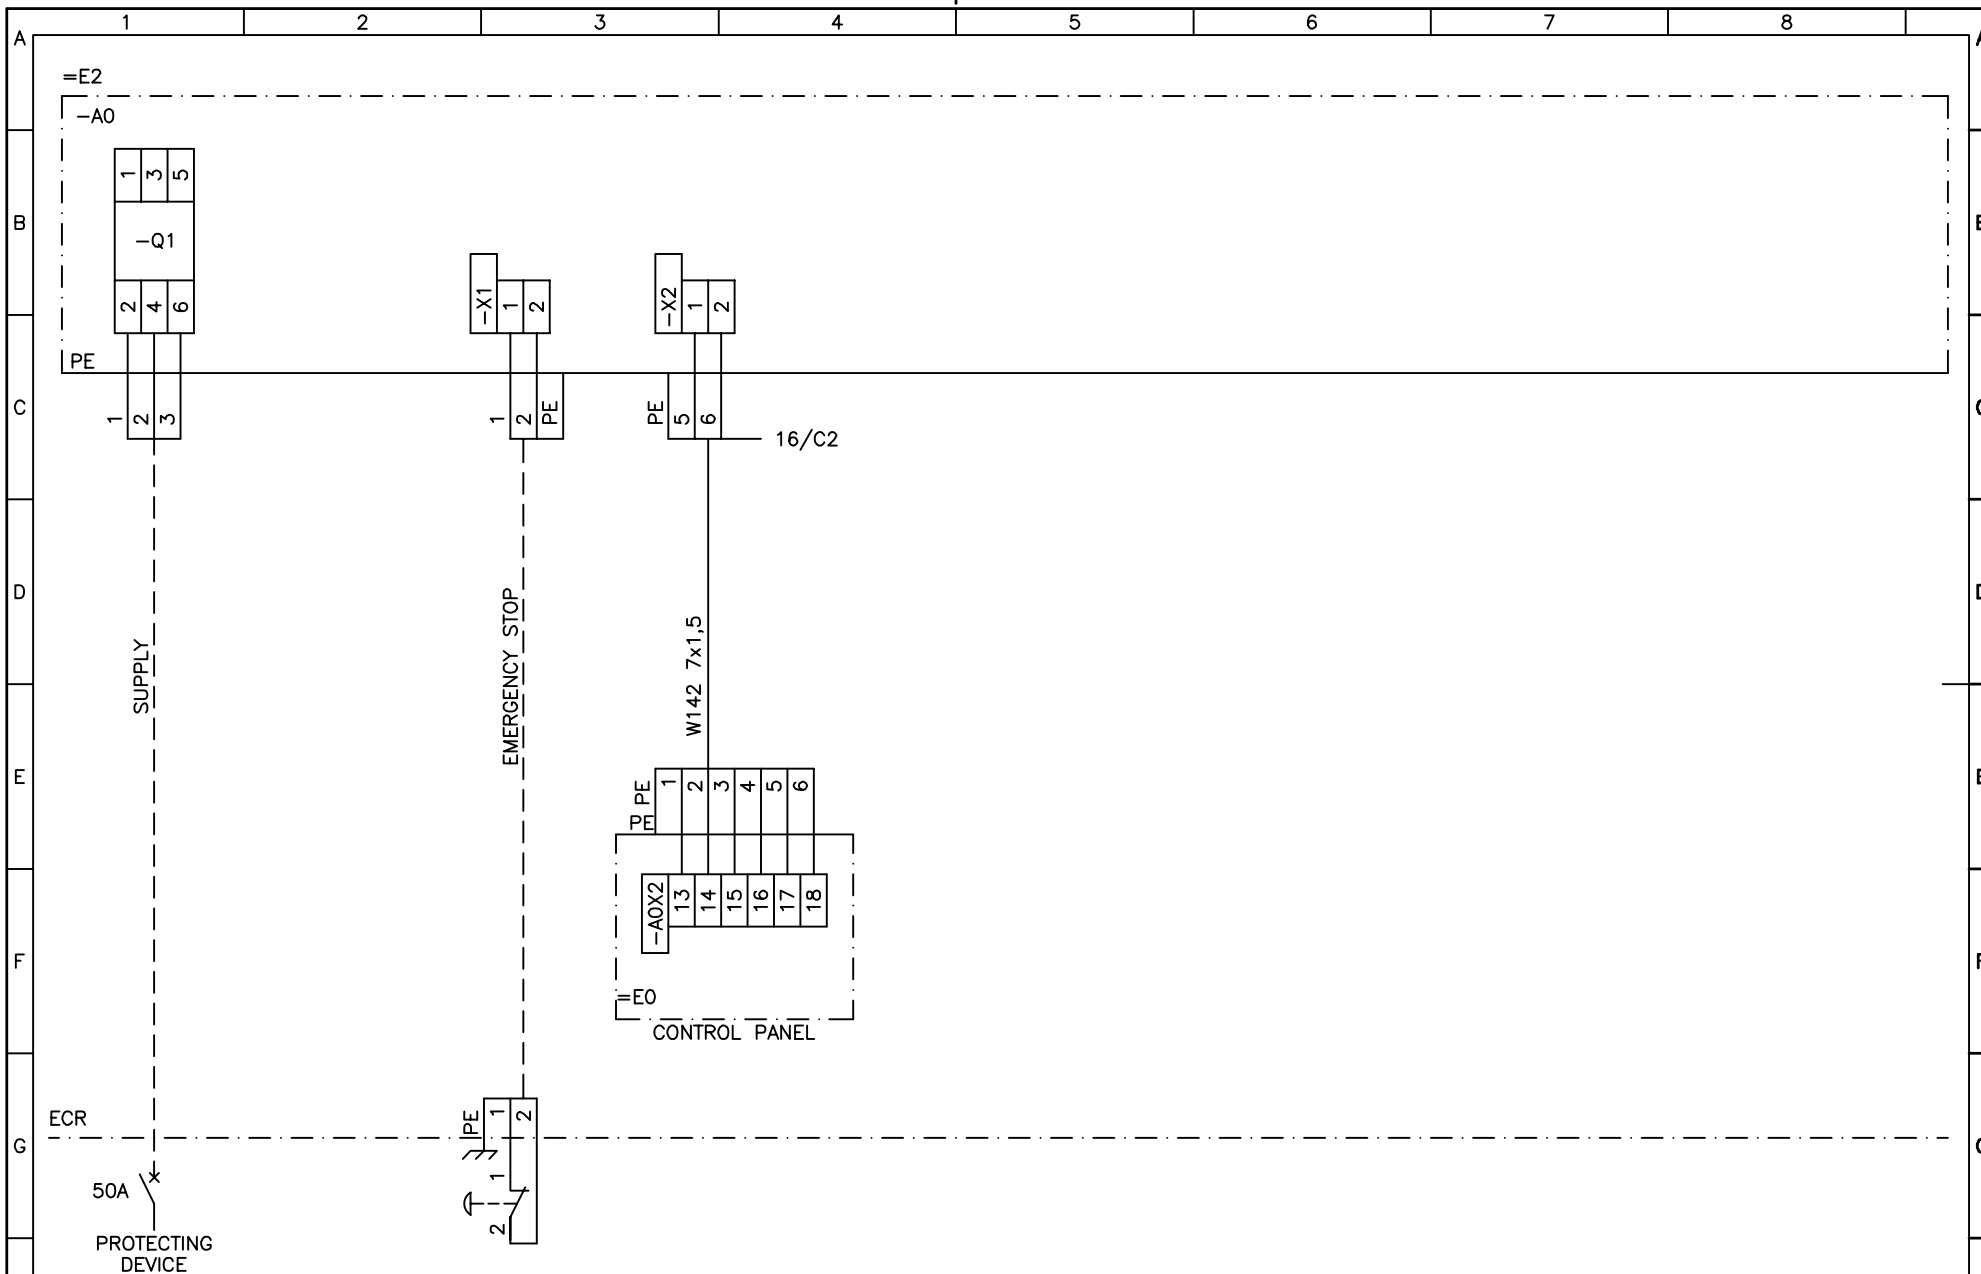 1 2 3 4 5 6 7 8
A
=E2
-A0
1 3 5
B
-Q1
2 4 6
-X1 1 2
-X2 1 2
PE
C
1 2 3
1 2 PE
PE 5 6
16/C2
D
SUPPLY
EMERGENCY STOP
W142 7x1,5
E
PE 1 2 3 4 5 6
PE
-A0X2 13 14 15 16 17 18
F
=E0
CONTROL PANEL
ECR
PE 1 2
G
1
50A
2
PROTECTING
DEVICE